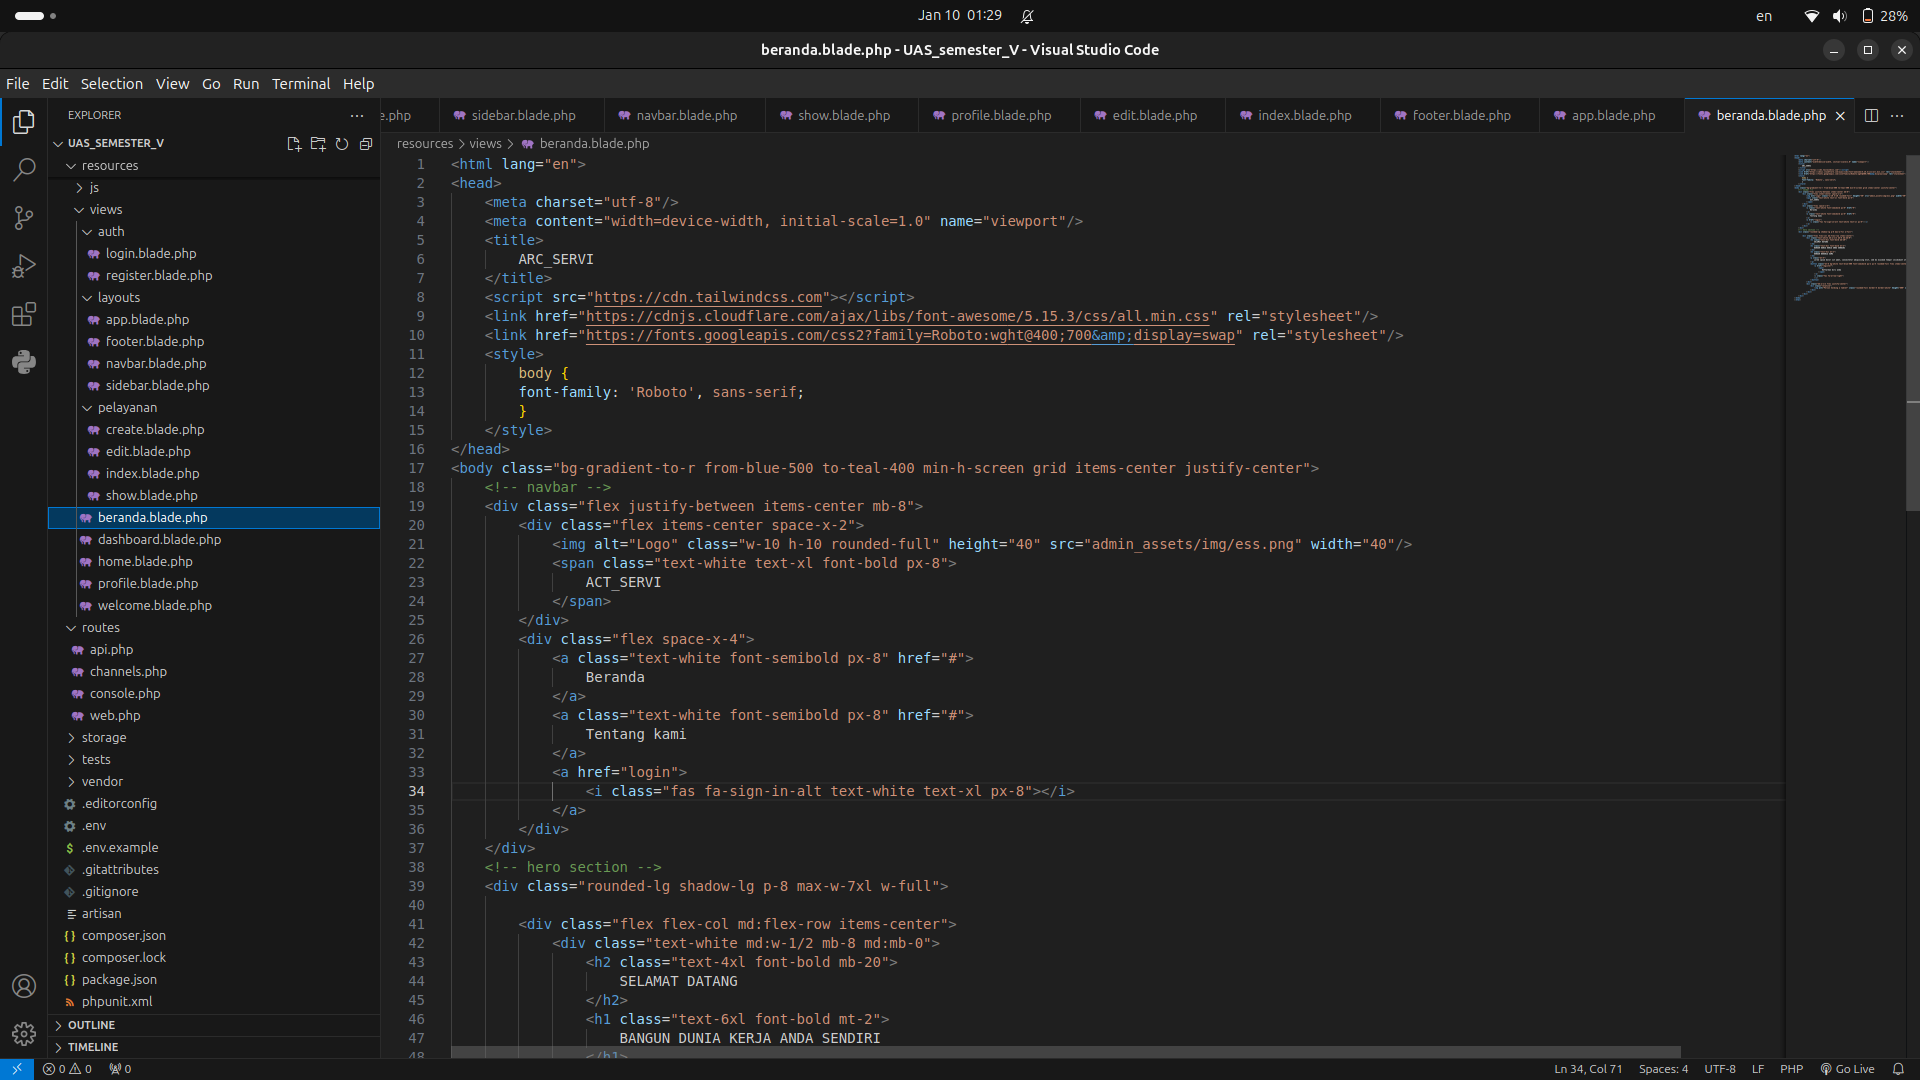 Jan 10 01:29
en
28%
beranda.blade.php - UAS_semester_V - Visual Studio Code
File Edit Selection View Go Run Terminal Help
EXPLORER
UAS_SEMESTER_V
resources
js
views
auth
login.blade.php
register.blade.php
layouts
app.blade.php
footer.blade.php
navbar.blade.php
sidebar.blade.php
pelayanan
create.blade.php
edit.blade.php
index.blade.php
show.blade.php
beranda.blade.php
dashboard.blade.php
home.blade.php
profile.blade.php
welcome.blade.php
routes
api.php
channels.php
console.php
web.php
storage
tests
vendor
.editorconfig
.env
.env.example
.gitattributes
.gitignore
artisan
composer.json
composer.lock
package.json
phpunit.xml
OUTLINE
TIMELINE
e.php sidebar.blade.php navbar.blade.php show.blade.php profile.blade.php edit.blade.php index.blade.php footer.blade.php app.blade.php beranda.blade.php
resources > views > beranda.blade.php
1 <html lang="en">
2 <head>
3 <meta charset="utf-8"/>
4 <meta content="width=device-width, initial-scale=1.0" name="viewport"/>
5 <title>
6 ARC_SERVI
7 </title>
8 <script src="https://cdn.tailwindcss.com"></script>
9 <link href="https://cdnjs.cloudflare.com/ajax/libs/font-awesome/5.15.3/css/all.min.css" rel="stylesheet"/>
10 <link href="https://fonts.googleapis.com/css2?family=Roboto:wght@400;700&amp;display=swap" rel="stylesheet"/>
11 <style>
12 body {
13 font-family: 'Roboto', sans-serif;
14 }
15 </style>
16 </head>
17 <body class="bg-gradient-to-r from-blue-500 to-teal-400 min-h-screen grid items-center justify-center">
18 <!-- navbar -->
19 <div class="flex justify-between items-center mb-8">
20 <div class="flex items-center space-x-2">
21 <img alt="Logo" class="w-10 h-10 rounded-full" height="40" src="admin_assets/img/ess.png" width="40"/>
22 <span class="text-white text-xl font-bold px-8">
23 ACT_SERVI
24 </span>
25 </div>
26 <div class="flex space-x-4">
27 <a class="text-white font-semibold px-8" href="#">
28 Beranda
29 </a>
30 <a class="text-white font-semibold px-8" href="#">
31 Tentang kami
32 </a>
33 <a href="login">
34 <i class="fas fa-sign-in-alt text-white text-xl px-8"></i>
35 </a>
36 </div>
37 </div>
38 <!-- hero section -->
39 <div class="rounded-lg shadow-lg p-8 max-w-7xl w-full">
40
41 <div class="flex flex-col md:flex-row items-center">
42 <div class="text-white md:w-1/2 mb-8 md:mb-0">
43 <h2 class="text-4xl font-bold mb-20">
44 SELAMAT DATANG
45 </h2>
46 <h1 class="text-6xl font-bold mt-2">
47 BANGUN DUNIA KERJA ANDA SENDIRI
48 </h1>
0 0 0
Ln 34, Col 71 Spaces: 4 UTF-8 LF PHP Go Live